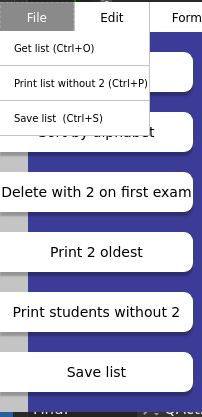 File Edit Form
Get list (Ctrl+O)
Print list without 2 (Ctrl+P)
Save list (Ctrl+S)
Sort by alphabet
Delete with 2 on first exam
Print 2 oldest
Print students without 2
Save list